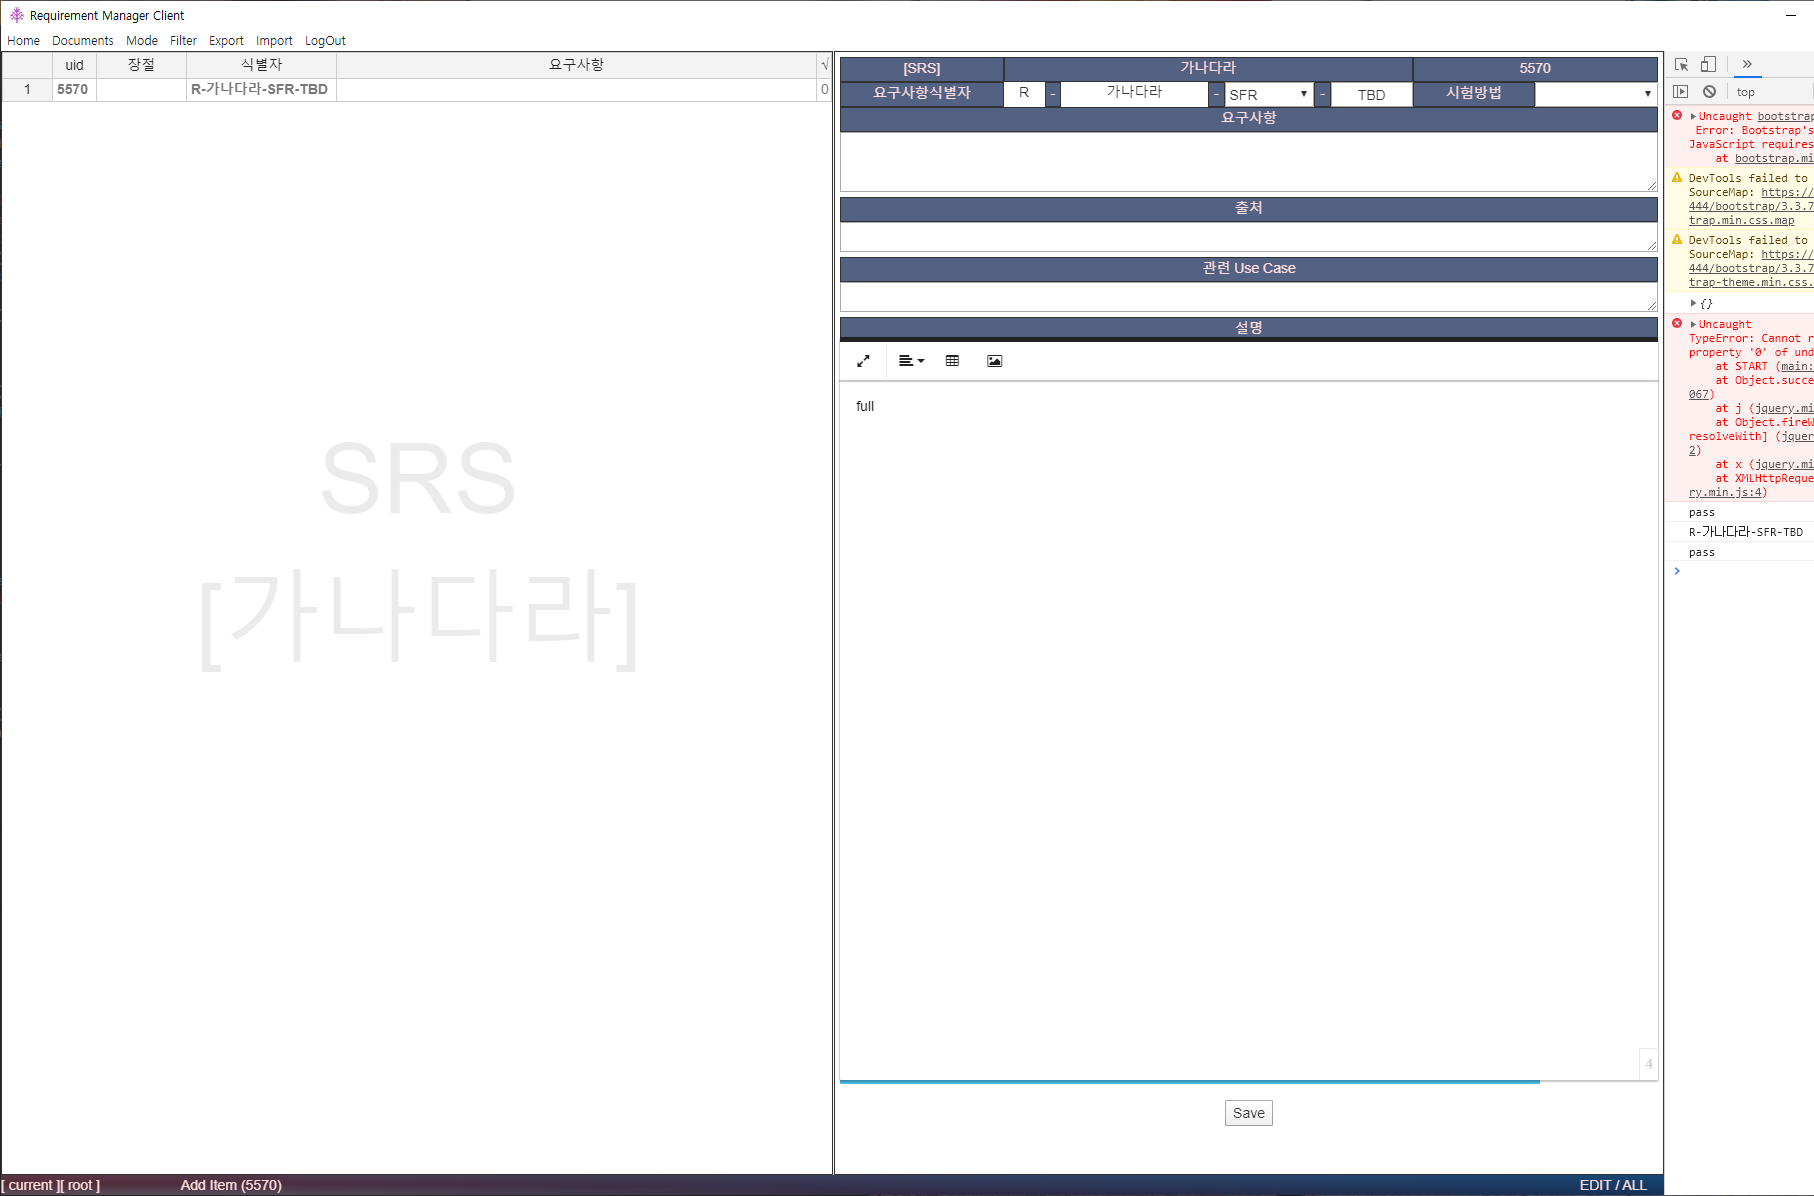 Requirement Manager Client
Home Documents Mode Filter Export Import LogOut
uid 장절 식별자 요구사항 √
1 5570 R-가나다라-SFR-TBD 0
SRS
[가나다라]
[SRS] 가나다라 5570
요구사항식별자 R - 가나다라 - SFR - TBD 시험방법
요구사항
출처
관련 Use Case
설명
full
4
Save
top
Uncaught bootstrap
Error: Bootstrap's
JavaScript requires
at bootstrap.mi
DevTools failed to
SourceMap: https://
444/bootstrap/3.3.7
trap.min.css.map
DevTools failed to
SourceMap: https://
444/bootstrap/3.3.7
trap-theme.min.css.
{}
Uncaught
TypeError: Cannot r
property '0' of und
at START (main:
at Object.succe
067)
at j (jquery.mi
at Object.fireW
resolveWith] (jquer
2)
at x (jquery.mi
at XMLHttpReque
ry.min.js:4)
pass
R-가나다라-SFR-TBD
pass
[ current ][ root ] Add Item (5570) EDIT / ALL